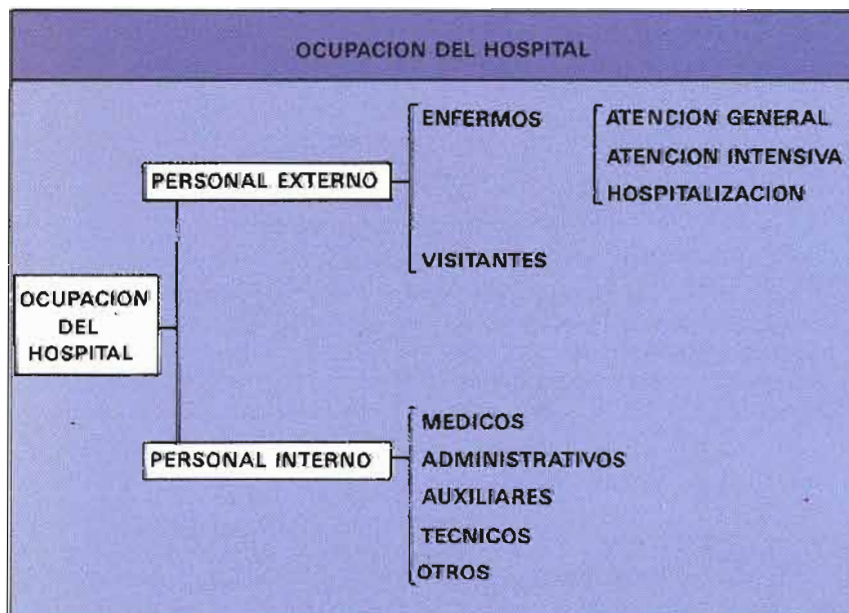 OCUPACION DEL HOSPITAL
ENFERMOS
ATENCION GENERAL
ATENCION INTENSIVA
HOSPITALIZACION
PERSONAL EXTERNO
VISITANTES
OCUPACION
DEL
HOSPITAL
PERSONAL INTERNO
MEDICOS
ADMINISTRATIVOS
AUXILIARES
TECNICOS
OTROS